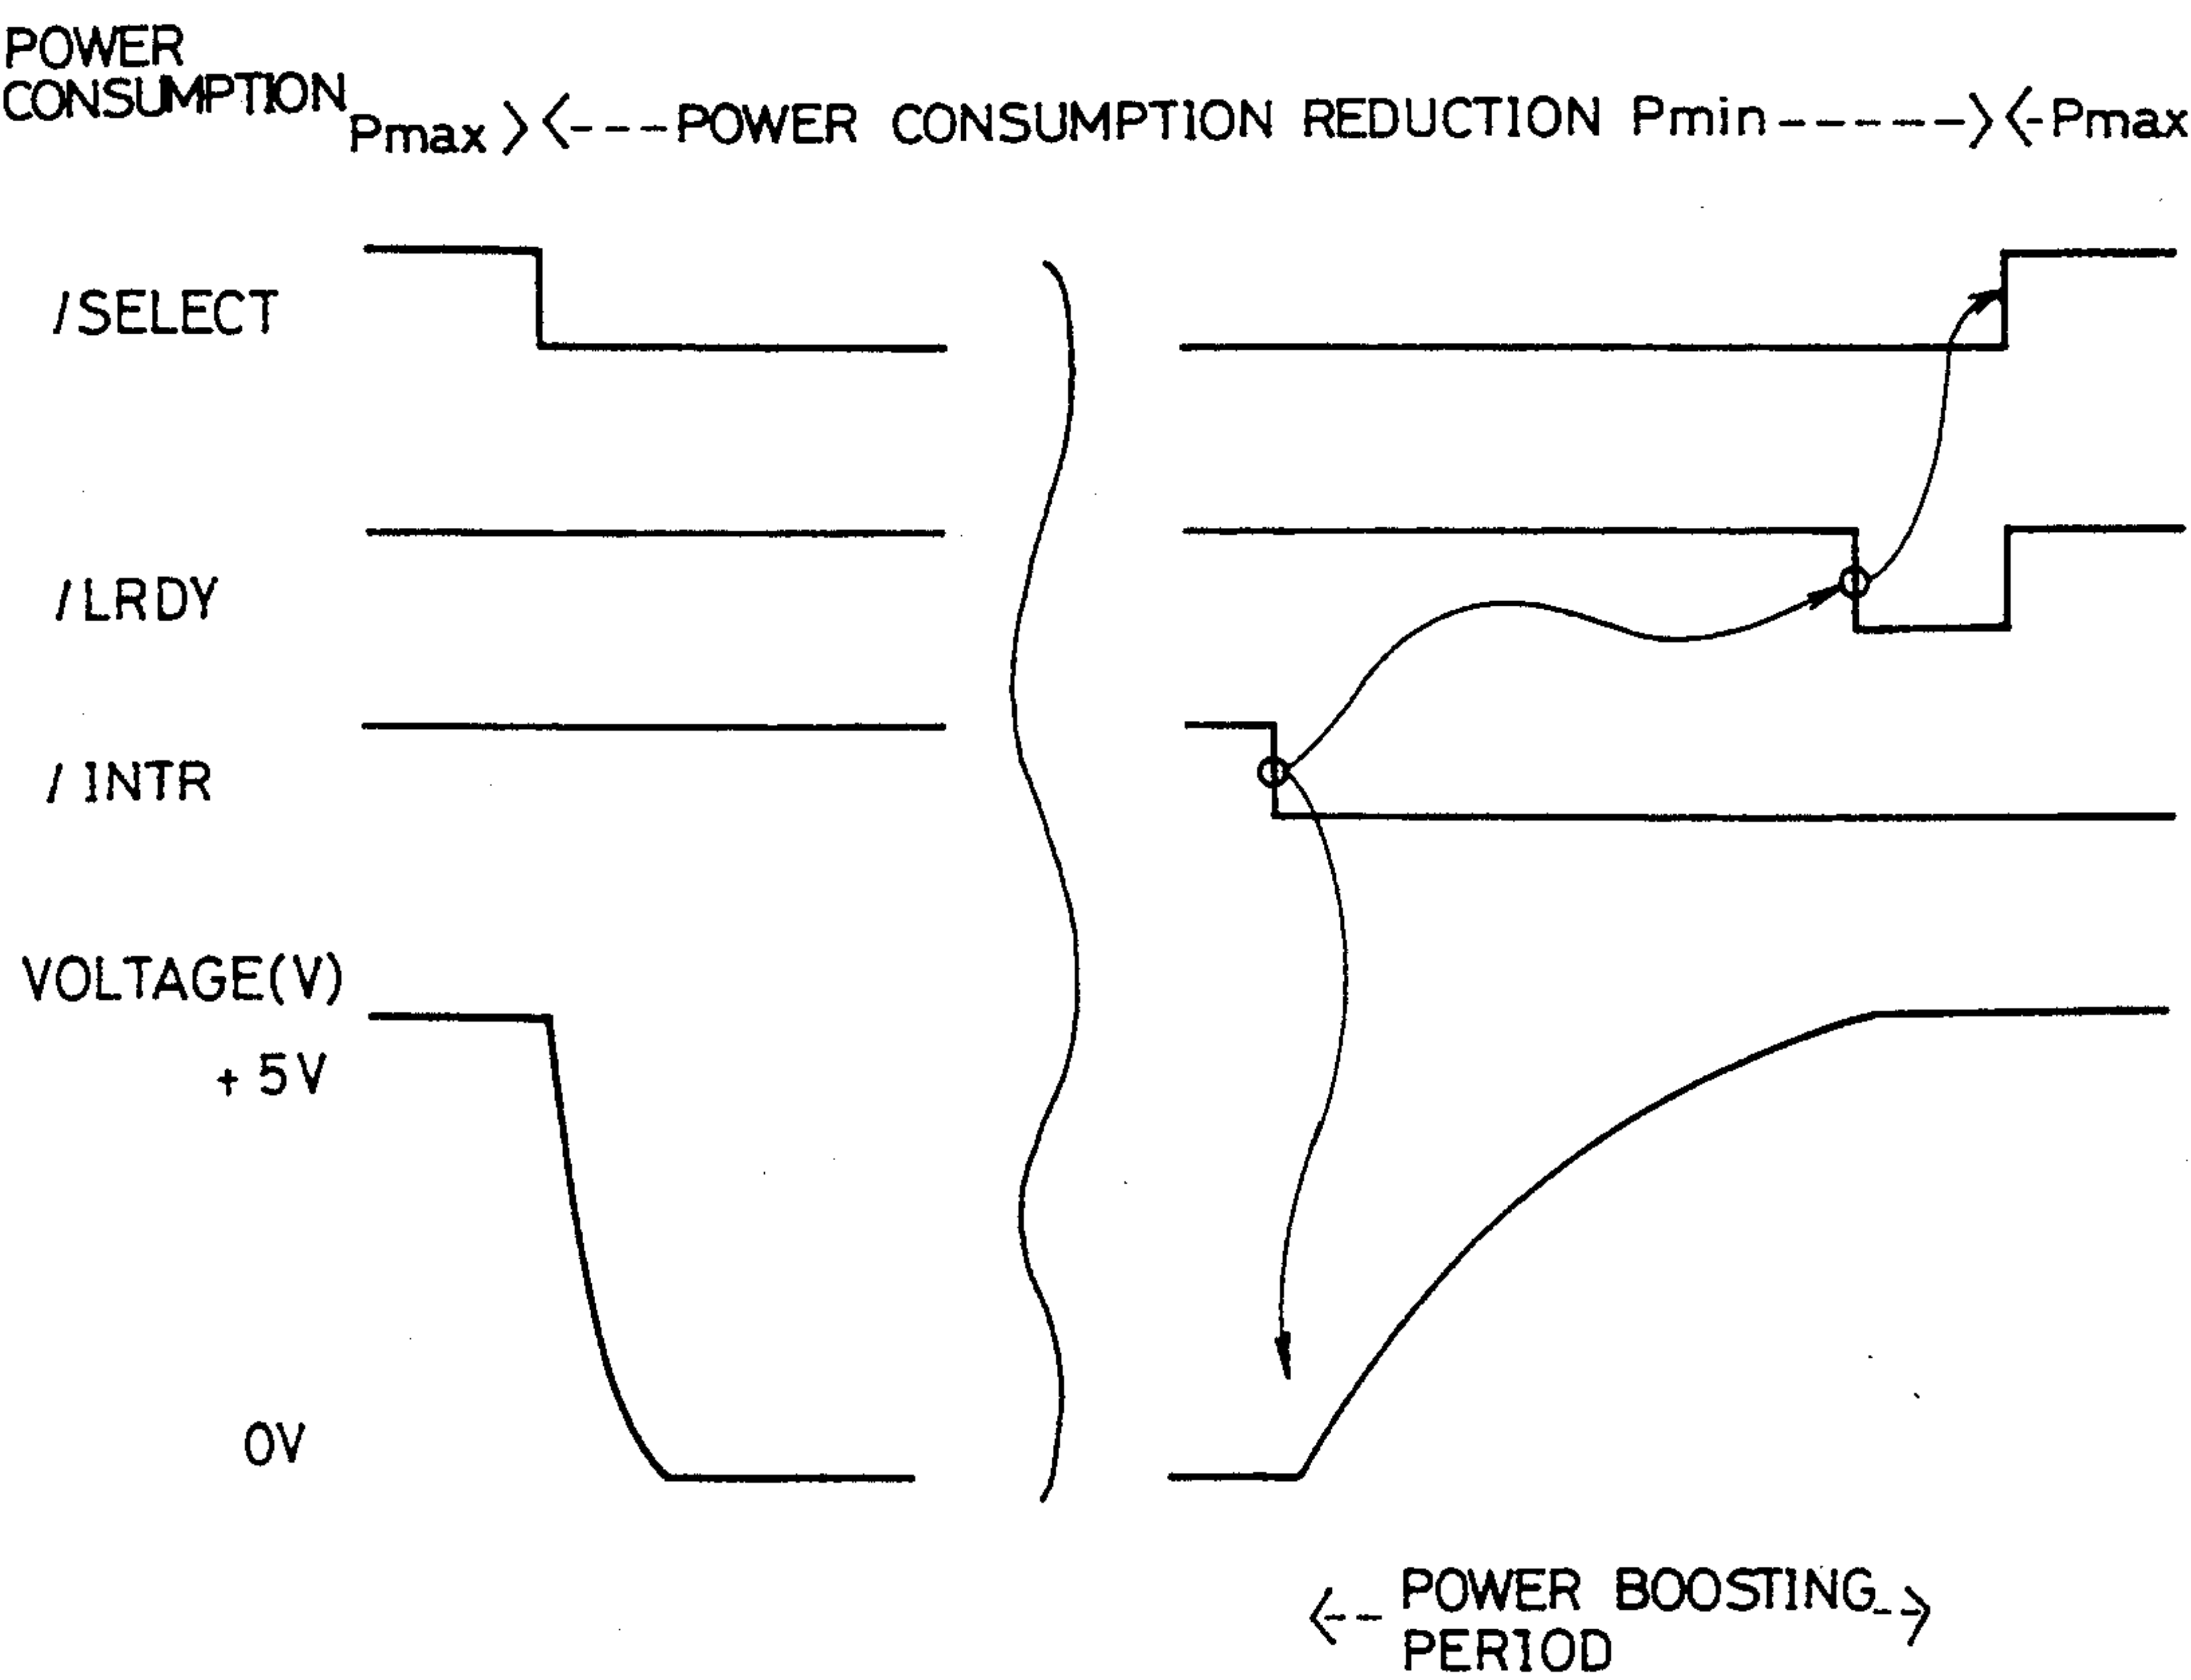 POWER
CONSUMPTION
Pmax > <---POWER CONSUMPTION REDUCTION Pmin------> <-Pmax
/SELECT
/LRDY
/INTR
VOLTAGE(V)
+5V
0V
<-- POWER BOOSTING -->
PERIOD